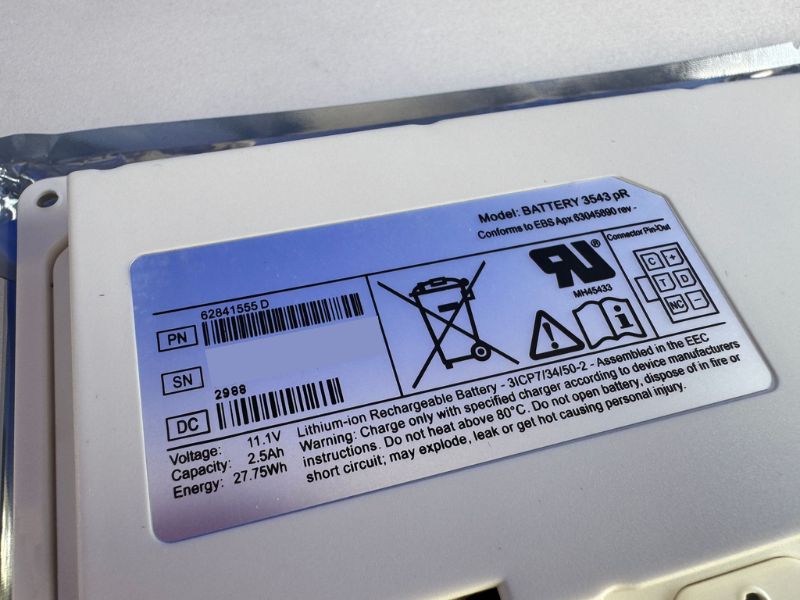 Model: BATTERY 3543 pR
Conforms to EBS Apx 63045890 rev -
62841555 D
PN
SN
2988
DC
MH45433
Connector Pin-Out
C +
T D
NC -
Voltage: 11.1V
Capacity: 2.5Ah
Energy: 27.75Wh
Lithium-ion Rechargeable Battery - 3ICP7/34/50-2 - Assembled in the EEC
Warning: Charge only with specified charger according to device manufacturers
instructions. Do not heat above 80°C. Do not open battery, dispose of in fire or
short circuit; may explode, leak or get hot causing personal injury.